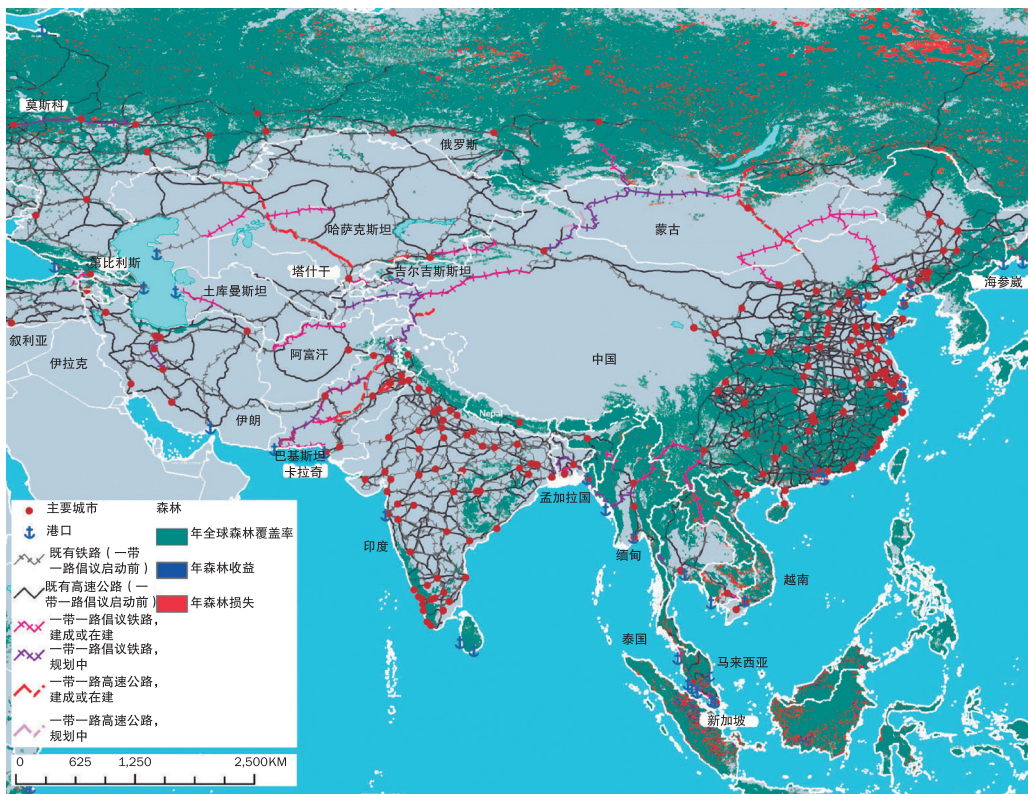 莫斯科
俄罗斯
蒙古
哈萨克斯坦
第比利斯
塔什干
吉尔吉斯斯坦
海参崴
土库曼斯坦
叙利亚
伊拉克
阿富汗
中国
伊朗
Nepal
巴基斯坦
卡拉奇
孟加拉国
印度
缅甸
越南
泰国
马来西亚
新加坡
主要城市
港口
既有铁路（一带
一路倡议启动前）
既有高速公路（一
带一路倡议启动前）
一带一路倡议铁路，
建成或在建
一带一路倡议铁路，
规划中
一带一路高速公路，
建成或在建
一带一路高速公路，
规划中
森林
年全球森林覆盖率
年森林收益
年森林损失
0 625 1,250 2,500KM